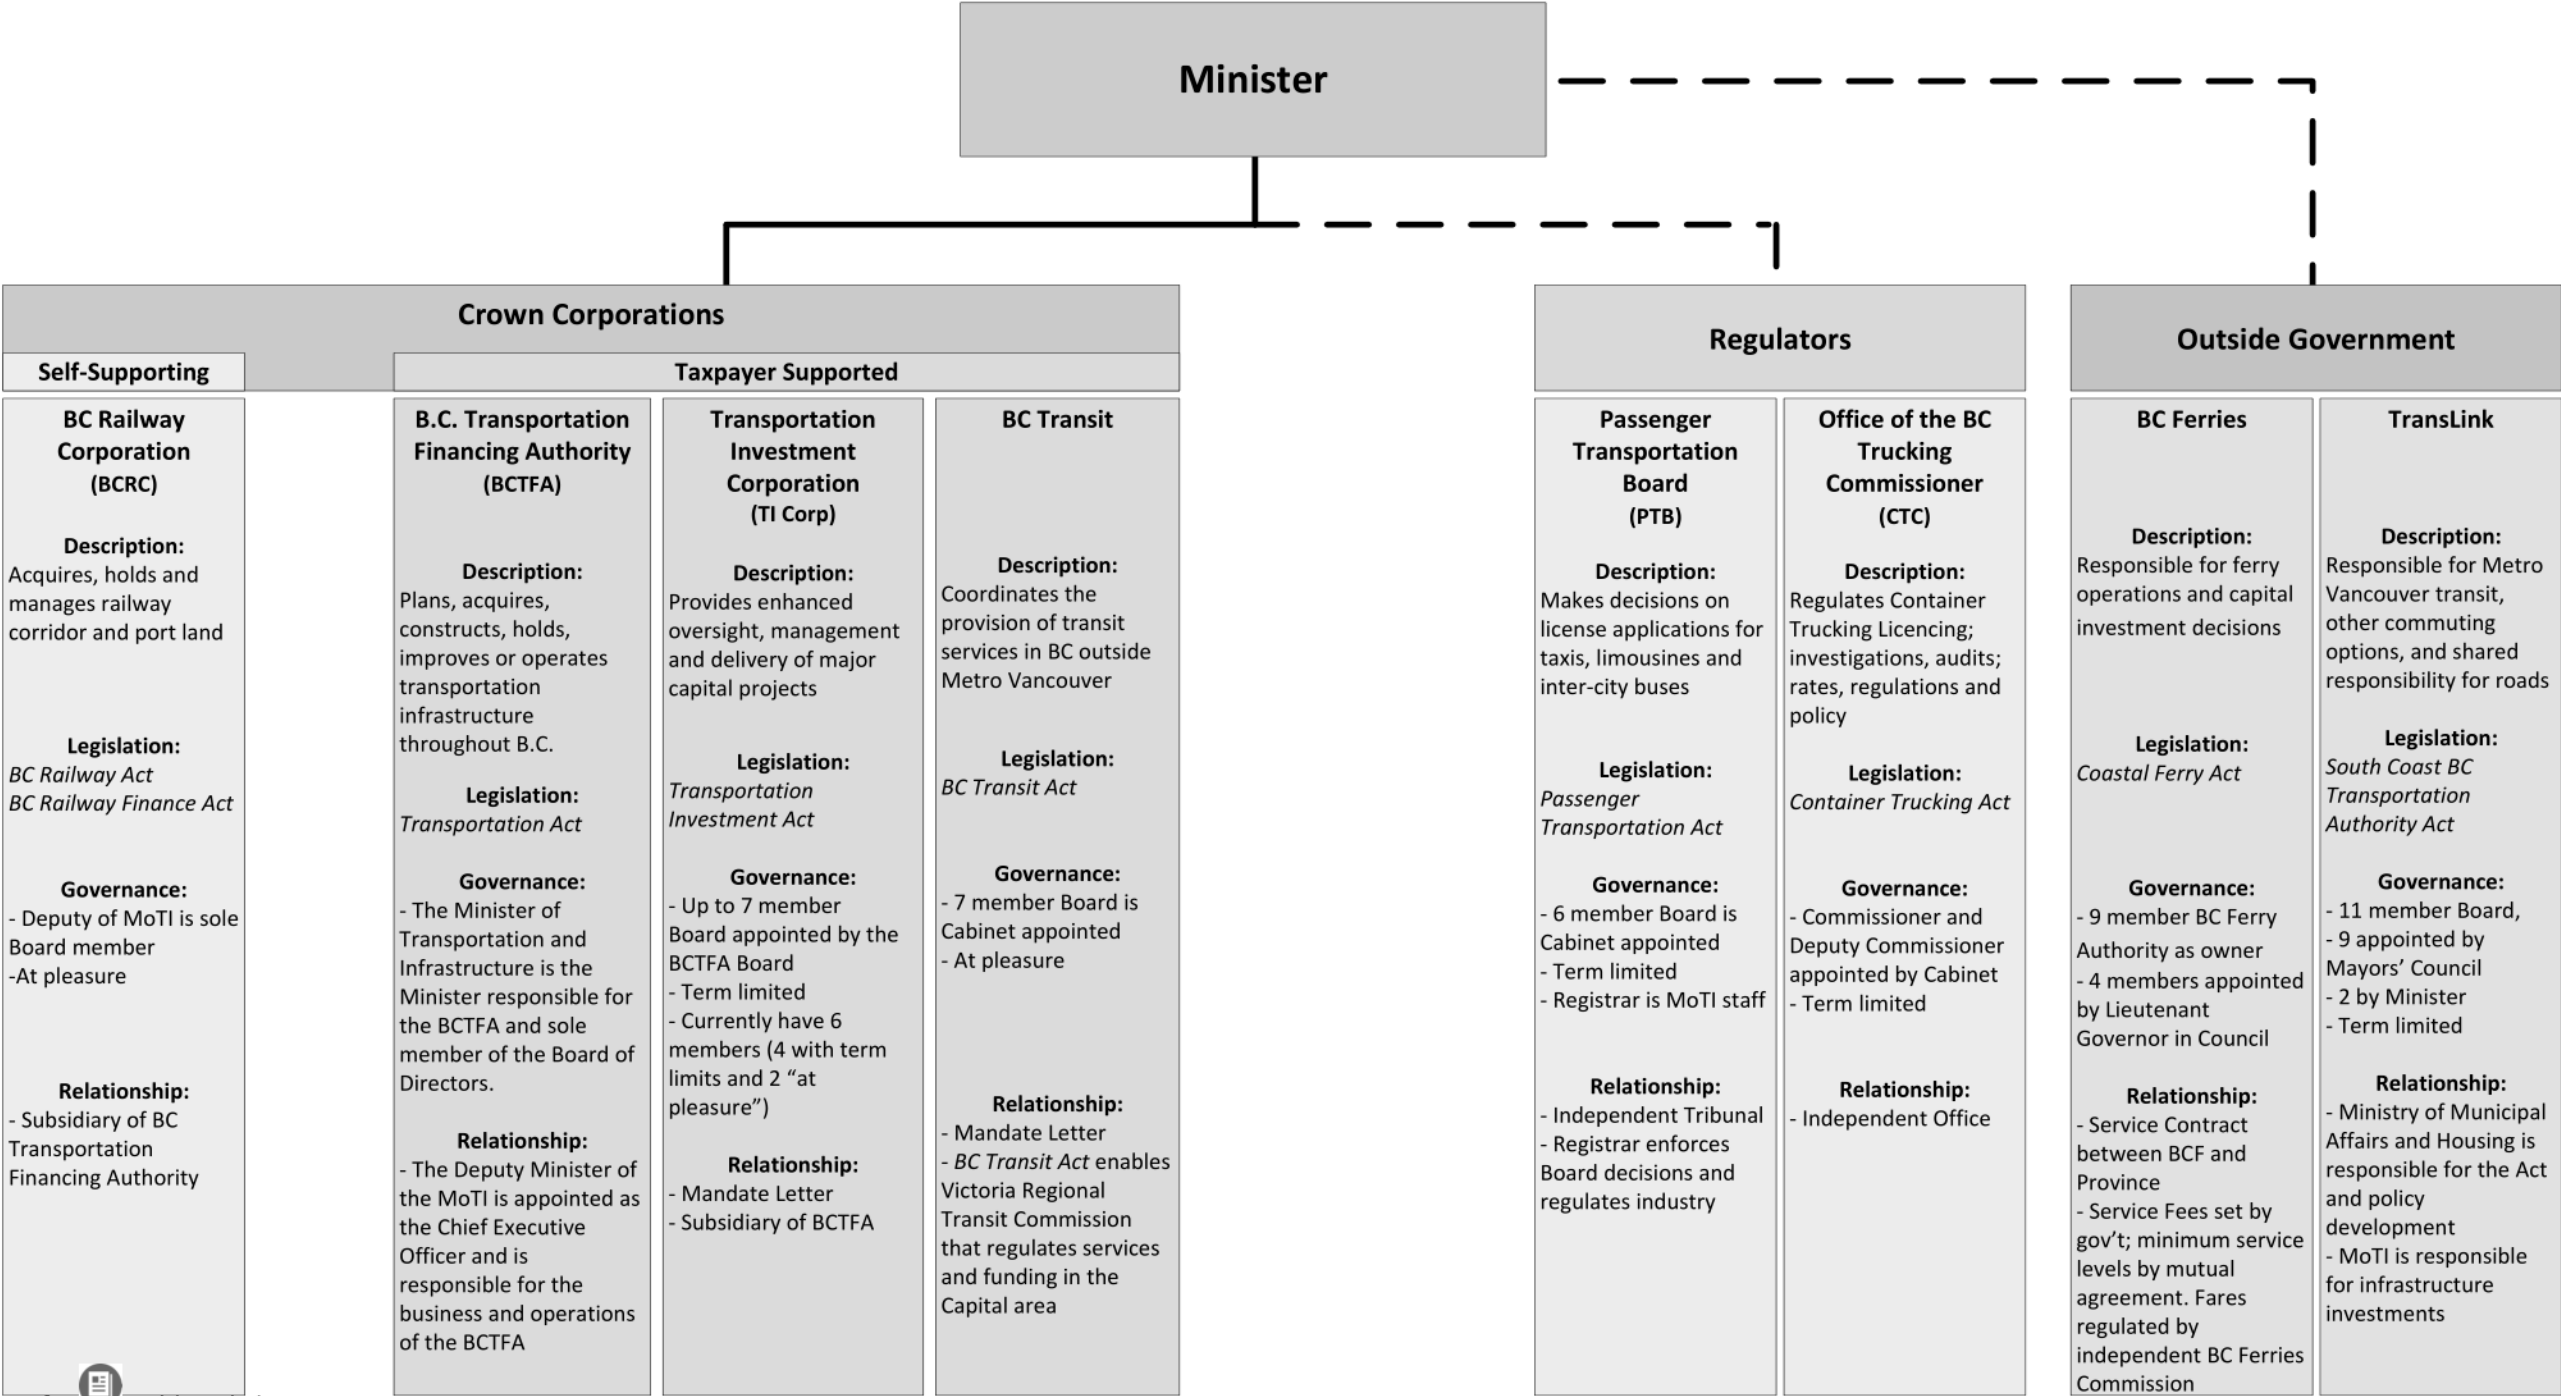 Minister
Crown Corporations
Self-Supporting
Taxpayer Supported
BC Railway
Corporation
(BCRC)
Description:
Acquires, holds and
manages railway
corridor and port land
Legislation:
BC Railway Act
BC Railway Finance Act
Governance:
- Deputy of MoTI is sole
Board member
-At pleasure
Relationship:
- Subsidiary of BC
Transportation
Financing Authority
B.C. Transportation
Financing Authority
(BCTFA)
Description:
Plans, acquires,
constructs, holds,
improves or operates
transportation
infrastructure
throughout B.C.
Legislation:
Transportation Act
Governance:
- The Minister of
Transportation and
Infrastructure is the
Minister responsible for
the BCTFA and sole
member of the Board of
Directors.
Relationship:
- The Deputy Minister of
the MoTI is appointed as
the Chief Executive
Officer and is
responsible for the
business and operations
of the BCTFA
Transportation
Investment
Corporation
(TI Corp)
Description:
Provides enhanced
oversight, management
and delivery of major
capital projects
Legislation:
Transportation
Investment Act
Governance:
- Up to 7 member
Board appointed by the
BCTFA Board
- Term limited
- Currently have 6
members (4 with term
limits and 2 “at
pleasure”)
Relationship:
- Mandate Letter
- Subsidiary of BCTFA
BC Transit
Description:
Coordinates the
provision of transit
services in BC outside
Metro Vancouver
Legislation:
BC Transit Act
Governance:
- 7 member Board is
Cabinet appointed
- At pleasure
Relationship:
- Mandate Letter
- BC Transit Act enables
Victoria Regional
Transit Commission
that regulates services
and funding in the
Capital area
Regulators
Passenger
Transportation
Board
(PTB)
Description:
Makes decisions on
license applications for
taxis, limousines and
inter-city buses
Legislation:
Passenger
Transportation Act
Governance:
- 6 member Board is
Cabinet appointed
- Term limited
- Registrar is MoTI staff
Relationship:
- Independent Tribunal
- Registrar enforces
Board decisions and
regulates industry
Office of the BC
Trucking
Commissioner
(CTC)
Description:
Regulates Container
Trucking Licencing;
investigations, audits;
rates, regulations and
policy
Legislation:
Container Trucking Act
Governance:
- Commissioner and
Deputy Commissioner
appointed by Cabinet
- Term limited
Relationship:
- Independent Office
Outside Government
BC Ferries
Description:
Responsible for ferry
operations and capital
investment decisions
Legislation:
Coastal Ferry Act
Governance:
- 9 member BC Ferry
Authority as owner
- 4 members appointed
by Lieutenant
Governor in Council
Relationship:
- Service Contract
between BCF and
Province
- Service Fees set by
gov’t; minimum service
levels by mutual
agreement. Fares
regulated by
independent BC Ferries
Commission
TransLink
Description:
Responsible for Metro
Vancouver transit,
other commuting
options, and shared
responsibility for roads
Legislation:
South Coast BC
Transportation
Authority Act
Governance:
- 11 member Board,
- 9 appointed by
Mayors’ Council
- 2 by Minister
- Term limited
Relationship:
- Ministry of Municipal
Affairs and Housing is
responsible for the Act
and policy
development
- MoTI is responsible
for infrastructure
investments